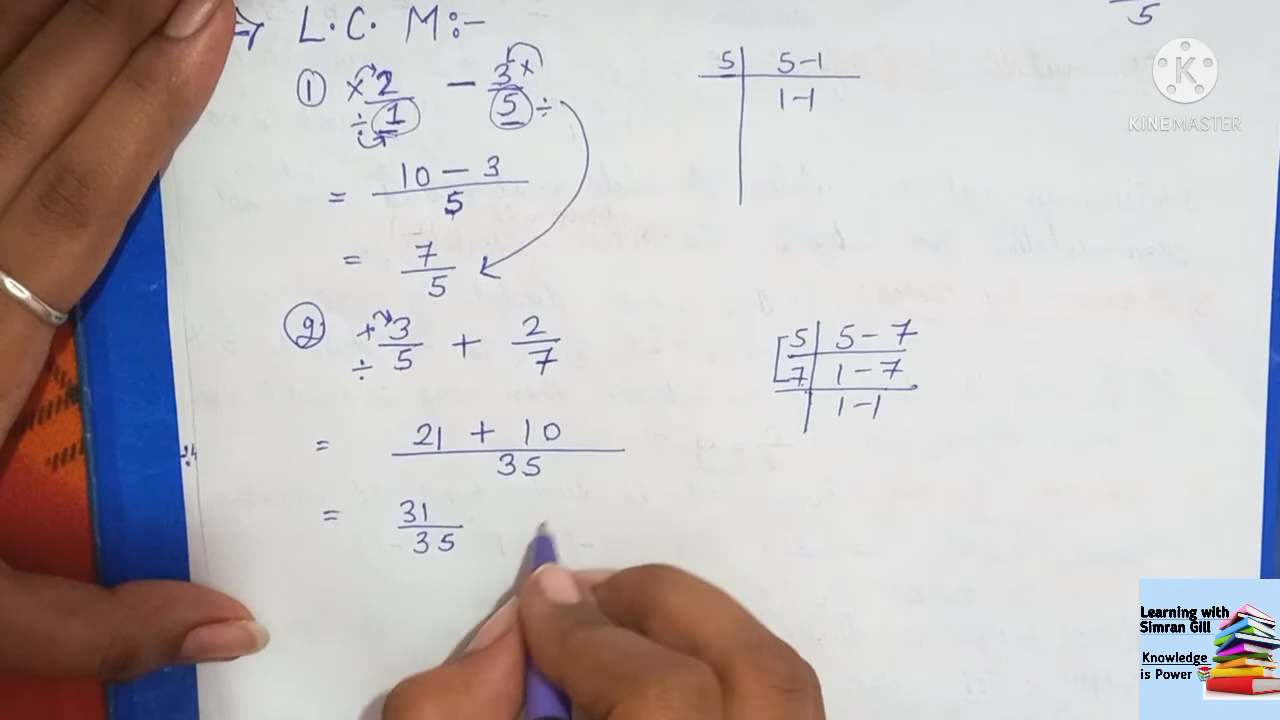 ⇒ L.C. M:-
5
① × 2/1 - 3/5 × ÷ ÷
5 | 5-1
1-1
= 10 - 3 / 5
= 7/5
② × 3/5 ÷ + 2/7
5 | 5 - 7
7 | 1 - 7
1-1
= 21 + 10 / 35
= 31/35
KINEMASTER
Learning with
Simran Gill
Knowledge
is Power